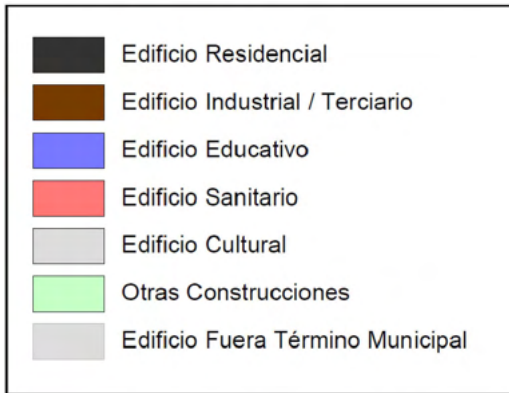 Edificio Residencial
Edificio Industrial / Terciario
Edificio Educativo
Edificio Sanitario
Edificio Cultural
Otras Construcciones
Edificio Fuera Término Municipal